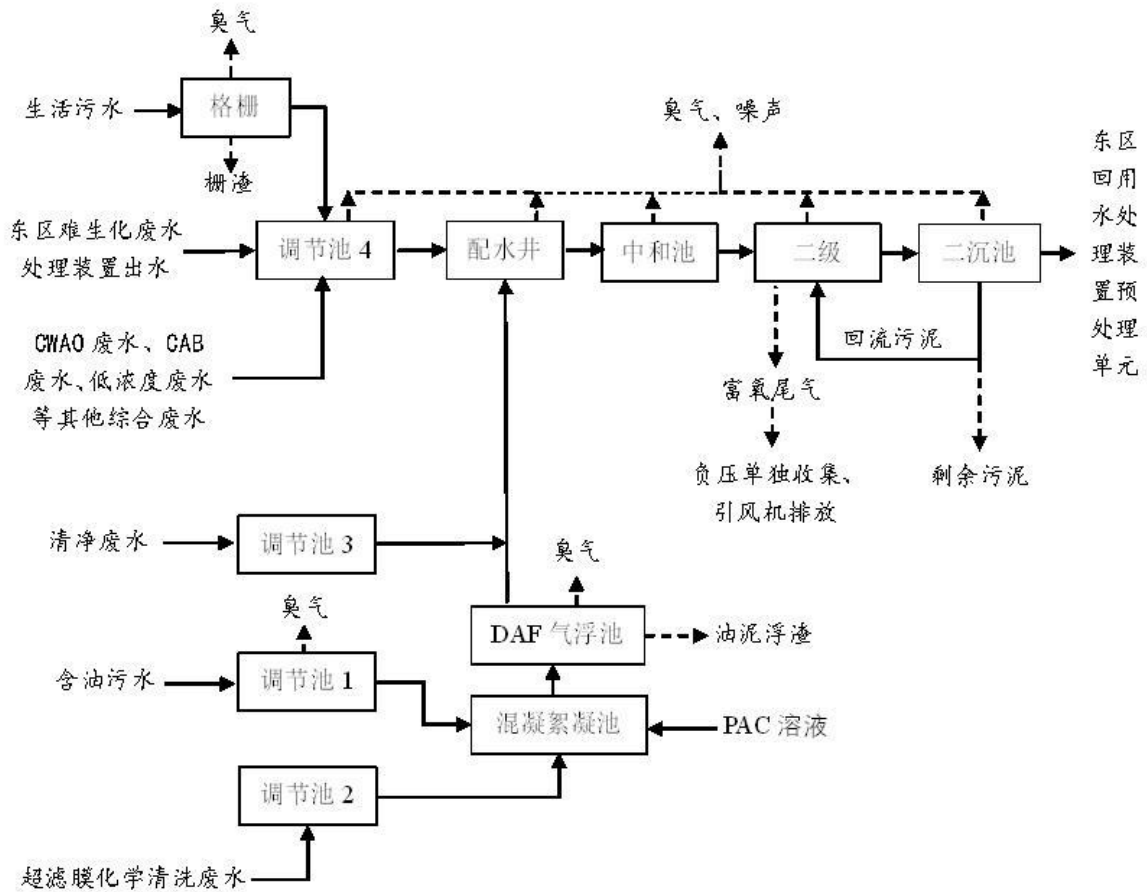 臭气
生活污水
格栅
栅渣
臭气、噪声
东区难生化废水
处理装置出水
调节池 4
配水井
中和池
二级
二沉池
东区
回用
水处
理装
置预
处理
单元
CWAO 废水、CAB
废水、低浓度废水
等其他综合废水
回流污泥
富氧尾气
负压单独收集、
引风机排放
剩余污泥
清净废水
调节池 3
臭气
DAF 气浮池
油泥浮渣
臭气
含油污水
调节池 1
混凝絮凝池
PAC 溶液
调节池 2
超滤膜化学清洗废水